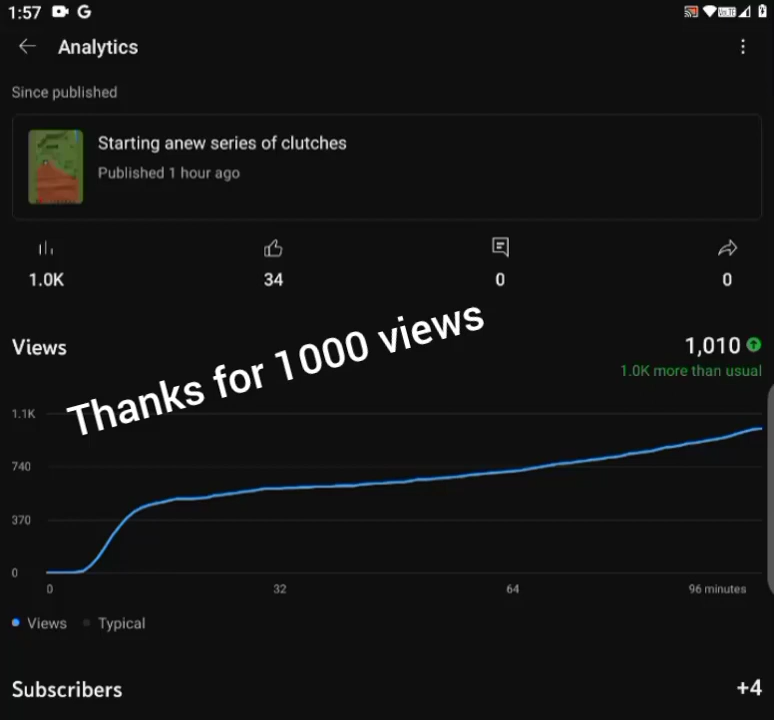 1:57
Analytics
Since published
Starting anew series of clutches
Published 1 hour ago
1.0K 34 0 0
Thanks for 1000 views
Views 1,010
1.0K more than usual
1.1K
740
370
0
0 32 64 96 minutes
Views Typical
Subscribers +4